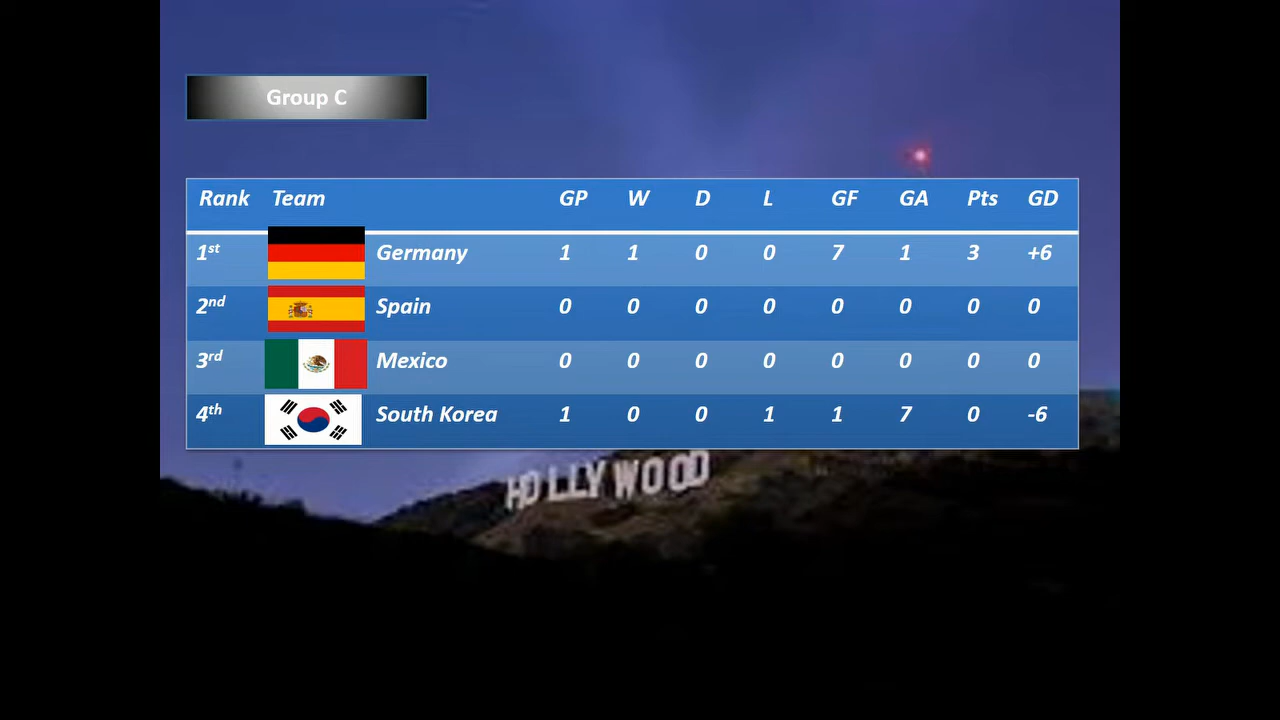 Group C
Rank Team GP W D L GF GA Pts GD
1st Germany 1 1 0 0 7 1 3 +6
2nd Spain 0 0 0 0 0 0 0 0
3rd Mexico 0 0 0 0 0 0 0 0
4th South Korea 1 0 0 1 1 7 0 -6
HOLLYWOOD